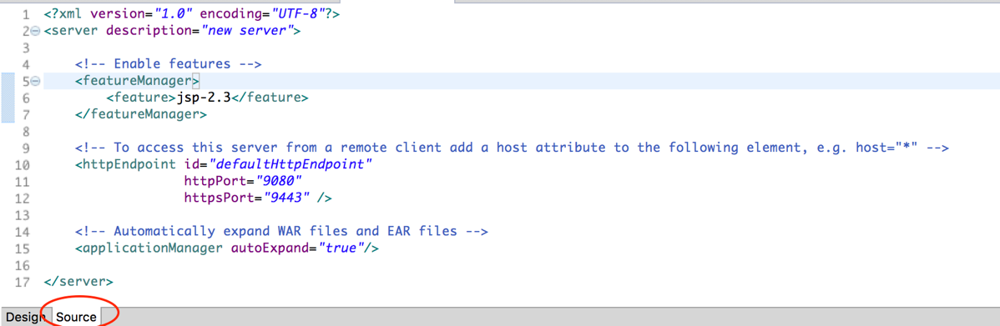 1 <?xml version="1.0" encoding="UTF-8"?>
2 <server description="new server">
3
4     <!-- Enable features -->
5     <featureManager>
6         <feature>jsp-2.3</feature>
7     </featureManager>
8
9     <!-- To access this server from a remote client add a host attribute to the following element, e.g. host="*" -->
10     <httpEndpoint id="defaultHttpEndpoint"
11                   httpPort="9080"
12                   httpsPort="9443" />
13
14     <!-- Automatically expand WAR files and EAR files -->
15     <applicationManager autoExpand="true"/>
16
17 </server>
Design Source